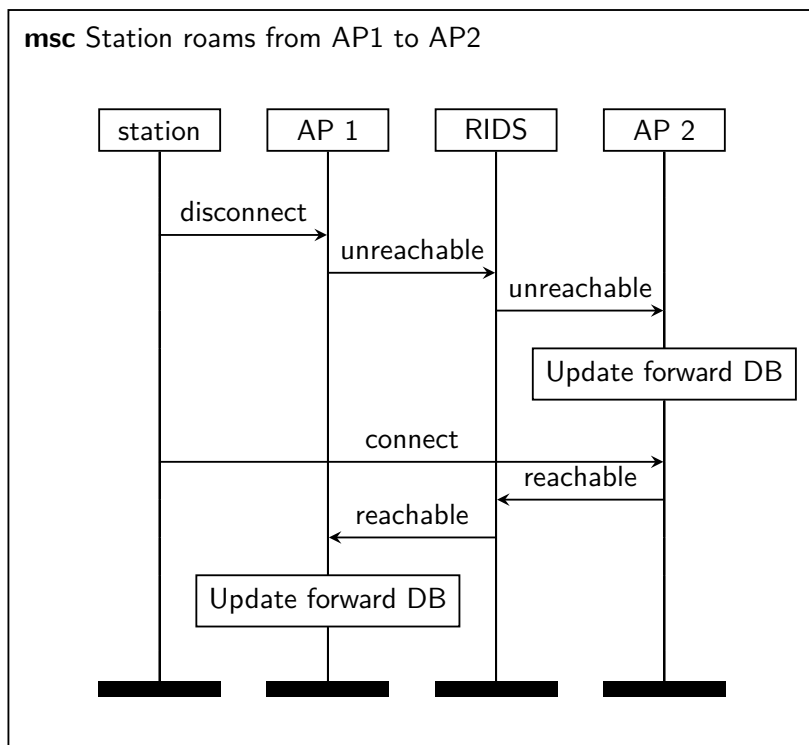 msc Station roams from AP1 to AP2
station
AP 1
RIDS
AP 2
disconnect
unreachable
unreachable
Update forward DB
connect
reachable
reachable
Update forward DB